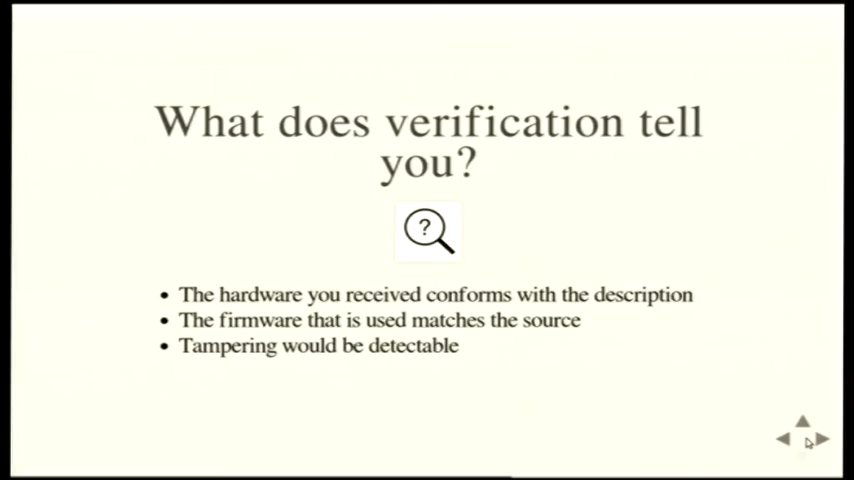 What does verification tell
you?
?
• The hardware you received conforms with the description
• The firmware that is used matches the source
• Tampering would be detectable